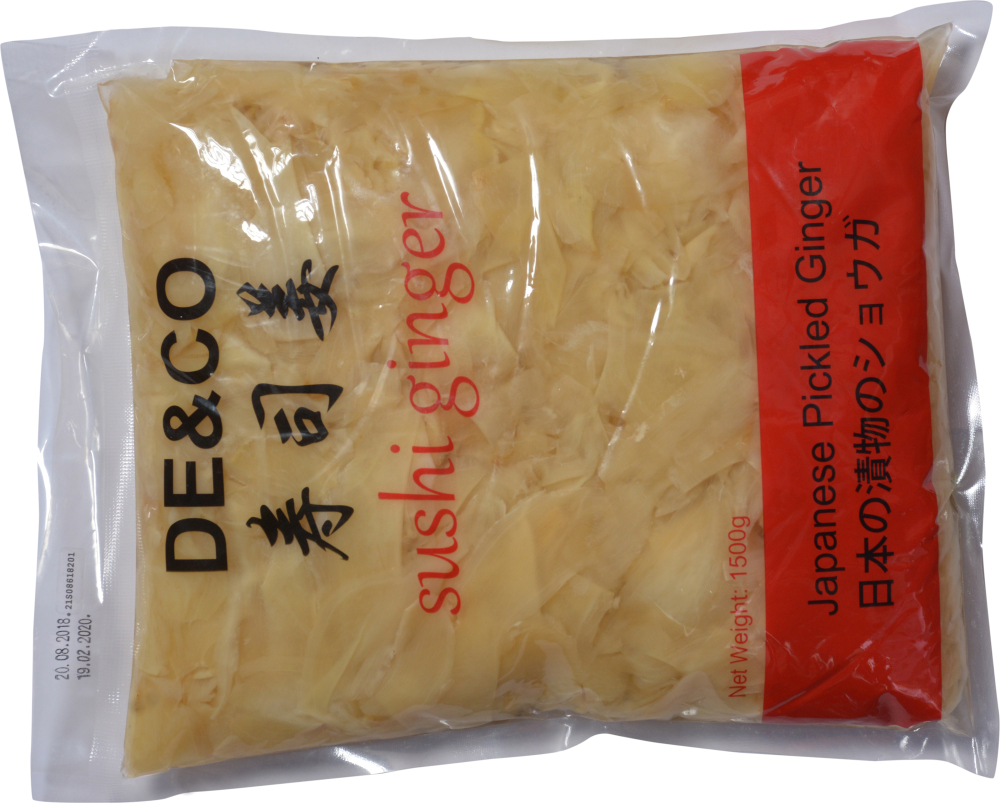 20.08.2018. 21S08618201
19.02.2020.
DE&CO
寿司姜
sushi ginger
Net Weight: 1500g
Japanese Pickled Ginger
日本の漬物のショウガ